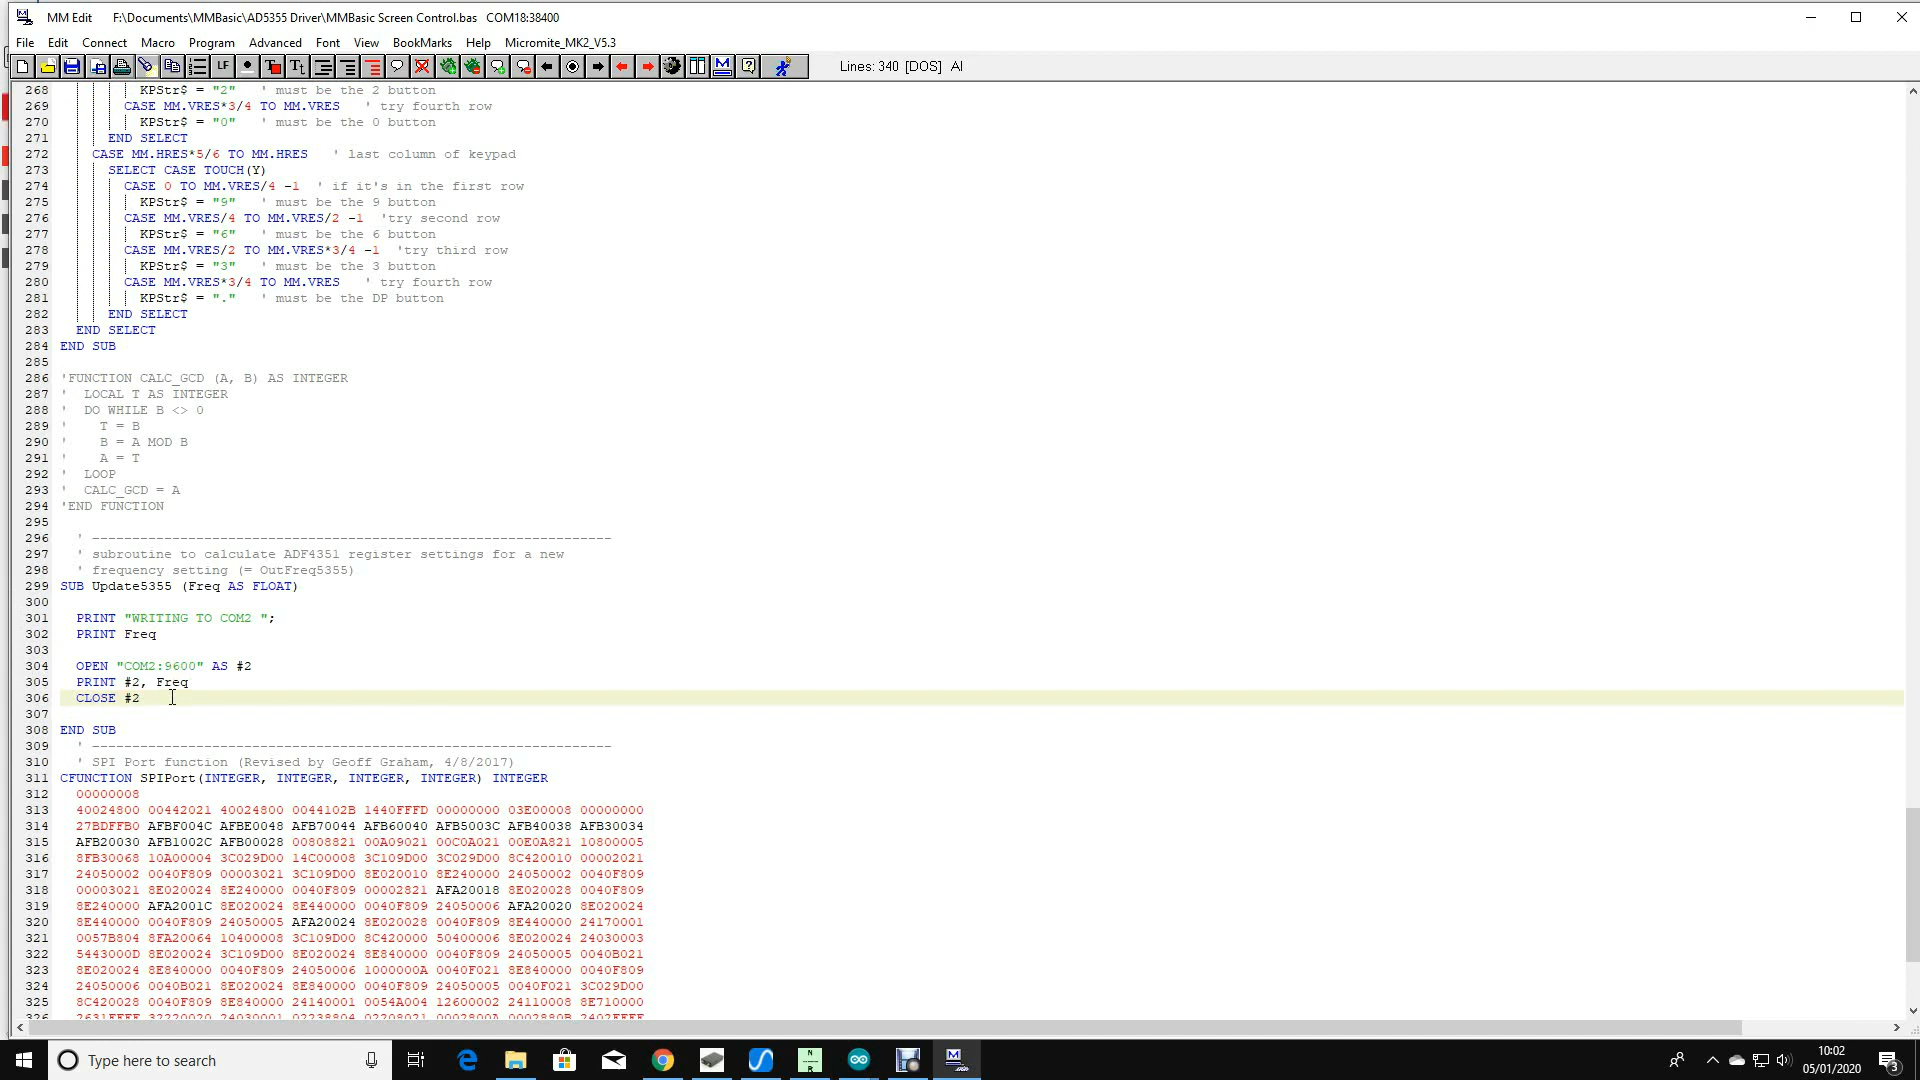 MM Edit F:\Documents\MMBasic\AD5355 Driver\MMBasic Screen Control.bas COM18:38400
File Edit Connect Macro Program Advanced Font View BookMarks Help Micromite_MK2_V5.3
LF Tt M Lines: 340 [DOS] AI
268 KPStr$ = "2" ' must be the 2 button
269 CASE MM.VRES*3/4 TO MM.VRES ' try fourth row
270 KPStr$ = "0" ' must be the 0 button
271 END SELECT
272 CASE MM.HRES*5/6 TO MM.HRES ' last column of keypad
273 SELECT CASE TOUCH(Y)
274 CASE 0 TO MM.VRES/4 -1 ' if it's in the first row
275 KPStr$ = "9" ' must be the 9 button
276 CASE MM.VRES/4 TO MM.VRES/2 -1 'try second row
277 KPStr$ = "6" ' must be the 6 button
278 CASE MM.VRES/2 TO MM.VRES*3/4 -1 'try third row
279 KPStr$ = "3" ' must be the 3 button
280 CASE MM.VRES*3/4 TO MM.VRES ' try fourth row
281 KPStr$ = "." ' must be the DP button
282 END SELECT
283 END SELECT
284 END SUB
285
286 'FUNCTION CALC_GCD (A, B) AS INTEGER
287 ' LOCAL T AS INTEGER
288 ' DO WHILE B <> 0
289 ' T = B
290 ' B = A MOD B
291 ' A = T
292 ' LOOP
293 ' CALC_GCD = A
294 'END FUNCTION
295
296 ' -----------------------------------------------------------------
297 ' subroutine to calculate ADF4351 register settings for a new
298 ' frequency setting (= OutFreq5355)
299 SUB Update5355 (Freq AS FLOAT)
300
301 PRINT "WRITING TO COM2 ";
302 PRINT Freq
303
304 OPEN "COM2:9600" AS #2
305 PRINT #2, Freq
306 CLOSE #2
307
308 END SUB
309 ' -----------------------------------------------------------------
310 ' SPI Port function (Revised by Geoff Graham, 4/8/2017)
311 CFUNCTION SPIPort(INTEGER, INTEGER, INTEGER, INTEGER) INTEGER
312 00000008
313 40024800 00442021 40024800 0044102B 1440FFFD 00000000 03E00008 00000000
314 27BDFFB0 AFBF004C AFBE0048 AFB70044 AFB60040 AFB5003C AFB40038 AFB30034
315 AFB20030 AFB1002C AFB00028 00808821 00A09021 00C0A021 00E0A821 10800005
316 8FB30068 10A00004 3C029D00 14C00008 3C109D00 3C029D00 8C420010 00002021
317 24050002 0040F809 00003021 3C109D00 8E020010 8E240000 24050002 0040F809
318 00003021 8E020024 8E240000 0040F809 00002821 AFA20018 8E020028 0040F809
319 8E240000 AFA2001C 8E020024 8E440000 0040F809 24050006 AFA20020 8E020024
320 8E440000 0040F809 24050005 AFA20024 8E020028 0040F809 8E440000 24170001
321 0057B804 8FA20064 10400008 3C109D00 8C420000 50400006 8E020024 24030003
322 5443000D 8E020024 3C109D00 8E020024 8E840000 0040F809 24050005 0040B021
323 8E020024 8E840000 0040F809 24050006 1000000A 0040F021 8E840000 0040F809
324 24050006 0040B021 8E020024 8E840000 0040F809 24050005 0040F021 3C029D00
325 8C420028 0040F809 8E840000 24140001 0054A004 12600002 24110008 8E710000
326 2631FFFF 32220020 24030001 02238804 02208021 0002800A 0002880B 2402FFFF
Type here to search
N
R
M
10:02
05/01/2020
3